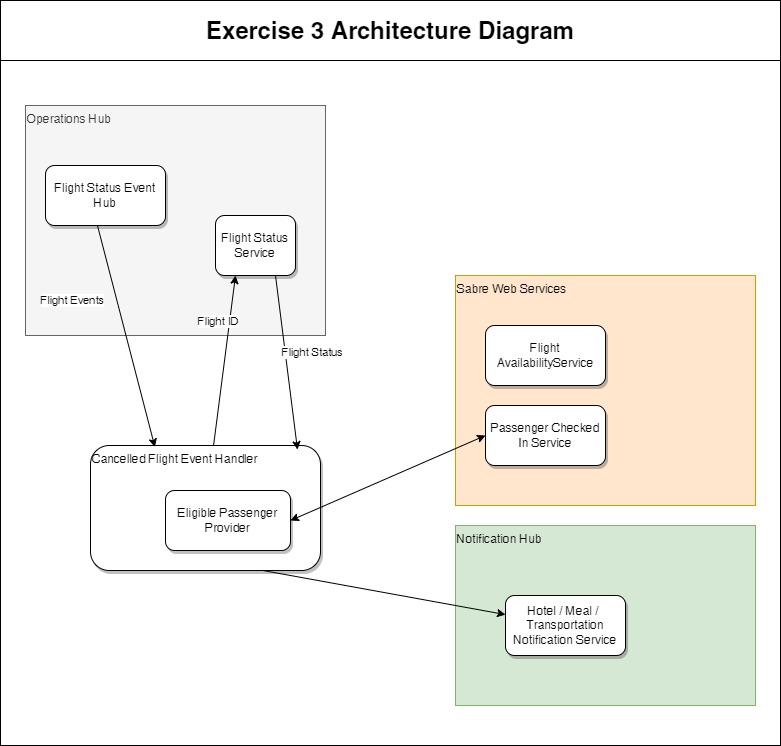 Exercise 3 Architecture Diagram
Operations Hub
Flight Status Event
Hub
Flight Status
Service
Flight Events
Flight ID
Flight Status
Sabre Web Services
Flight
AvailabilityService
Passenger Checked
In Service
Cancelled Flight Event Handler
Eligible Passenger
Provider
Notification Hub
Hotel / Meal /
Transportation
Notification Service